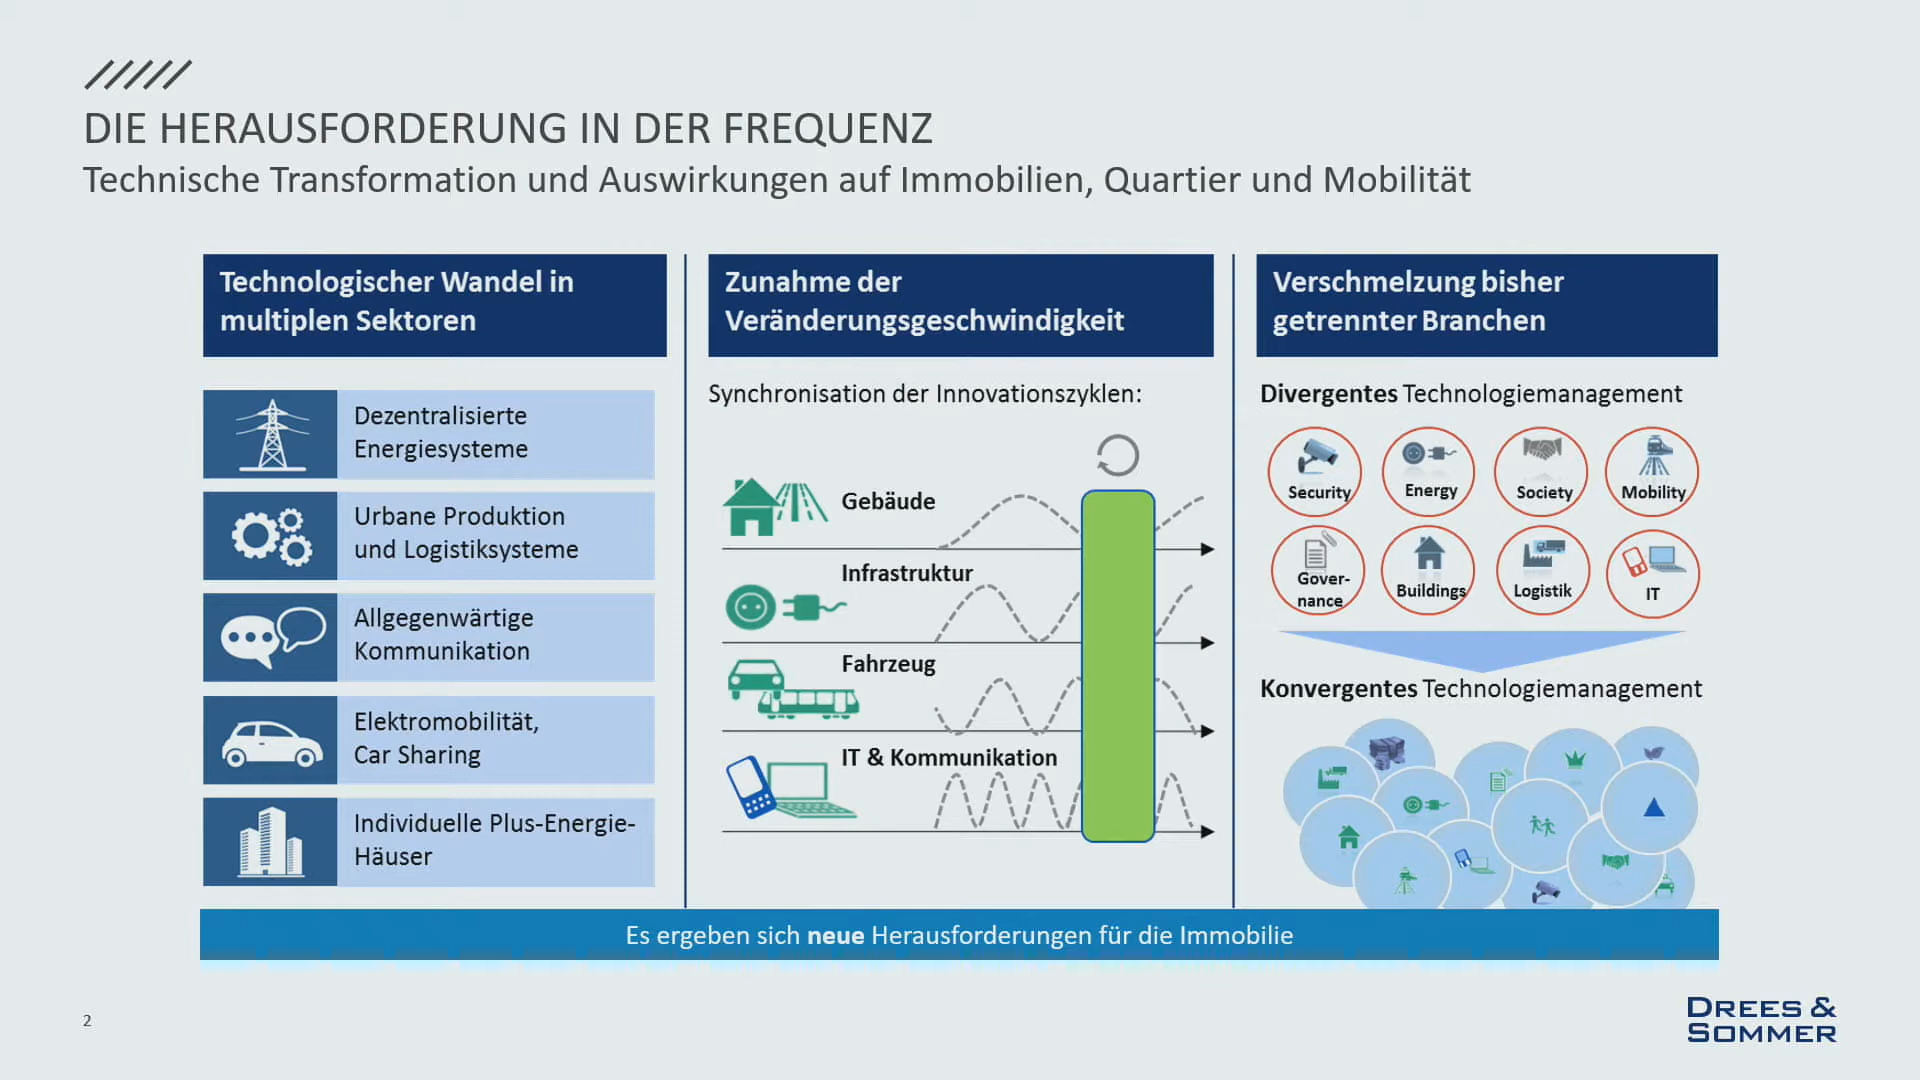 DIE HERAUSFORDERUNG IN DER FREQUENZ
Technische Transformation und Auswirkungen auf Immobilien, Quartier und Mobilität
Technologischer Wandel in
multiplen Sektoren
Dezentralisierte
Energiesysteme
Urbane Produktion
und Logistiksysteme
Allgegenwärtige
Kommunikation
Elektromobilität,
Car Sharing
Individuelle Plus-Energie-
Häuser
Zunahme der
Veränderungsgeschwindigkeit
Synchronisation der Innovationszyklen:
Gebäude
Infrastruktur
Fahrzeug
IT & Kommunikation
Verschmelzung bisher
getrennter Branchen
Divergentes Technologiemanagement
Security
Energy
Society
Mobility
Gover-
nance
Buildings
Logistik
IT
Konvergentes Technologiemanagement
Es ergeben sich neue Herausforderungen für die Immobilie
2
DREES &
SOMMER